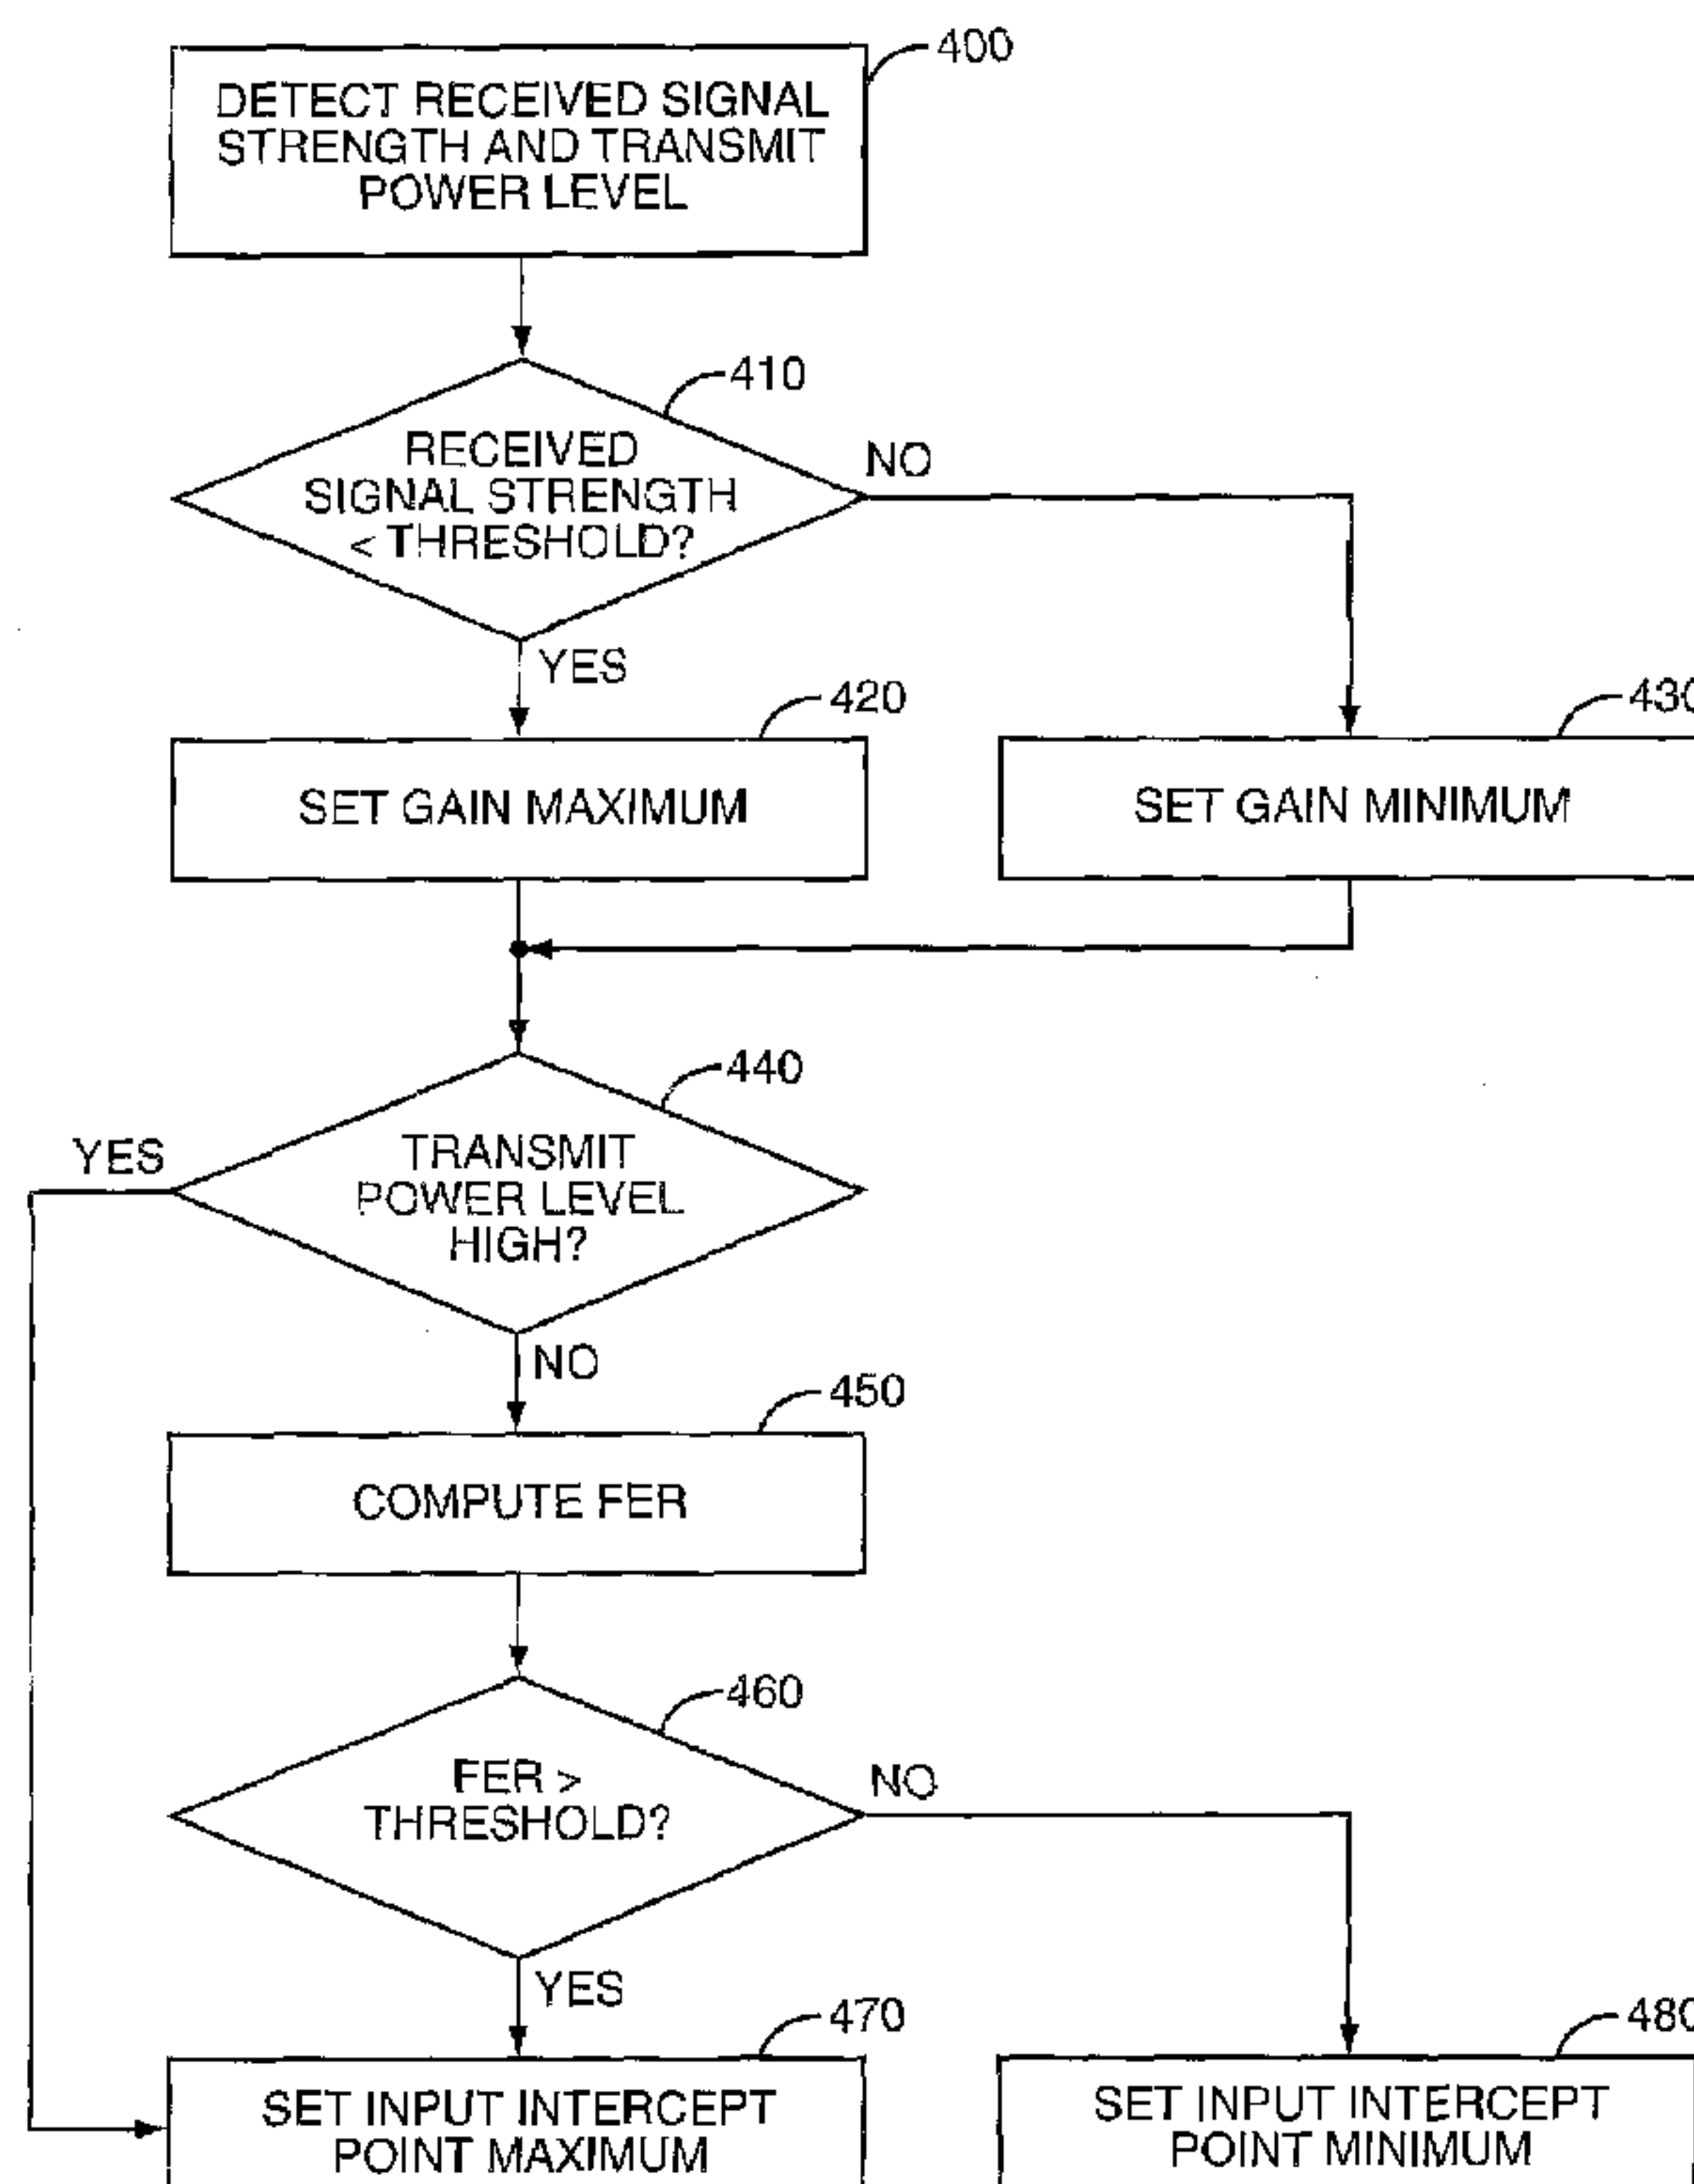 400
DETECT RECEIVED SIGNAL
STRENGTH AND TRANSMIT
POWER LEVEL
410
RECEIVED
SIGNAL STRENGTH
< THRESHOLD?
NO
YES
420
430
SET GAIN MAXIMUM
SET GAIN MINIMUM
440
YES
TRANSMIT
POWER LEVEL
HIGH?
NO
450
COMPUTE FER
460
FER >
THRESHOLD?
NO
YES
470
480
SET INPUT INTERCEPT
POINT MAXIMUM
SET INPUT INTERCEPT
POINT MINIMUM